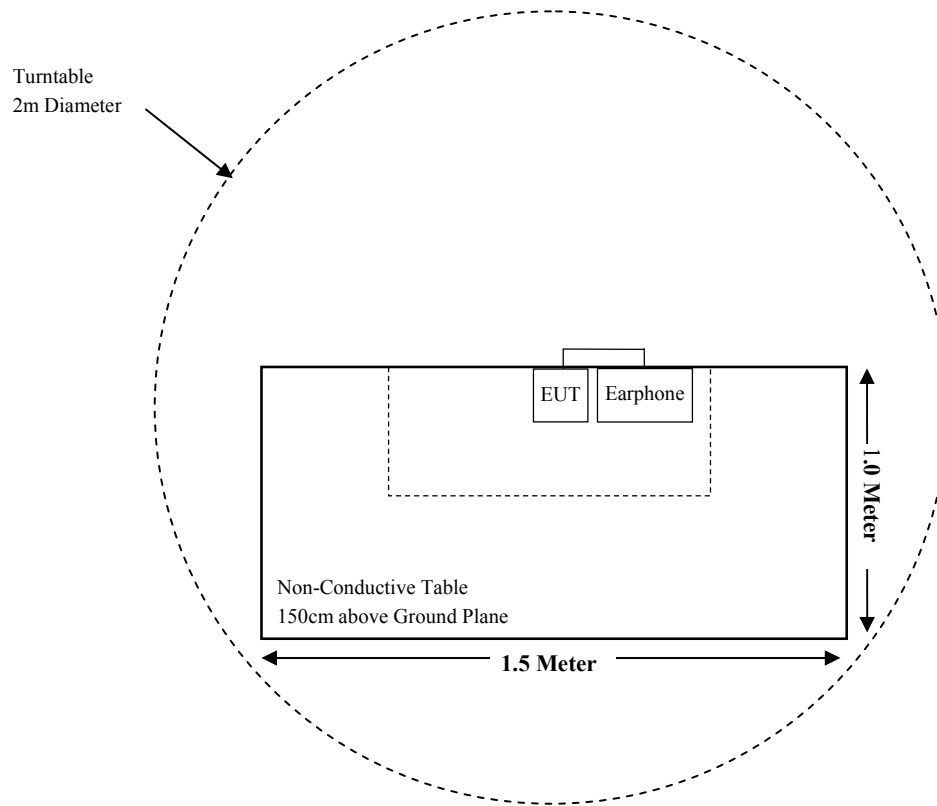 Turntable
2m Diameter
EUT
Earphone
1.0 Meter
Non-Conductive Table
150cm above Ground Plane
1.5 Meter